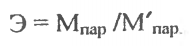 Э = Mпар /M′пар.